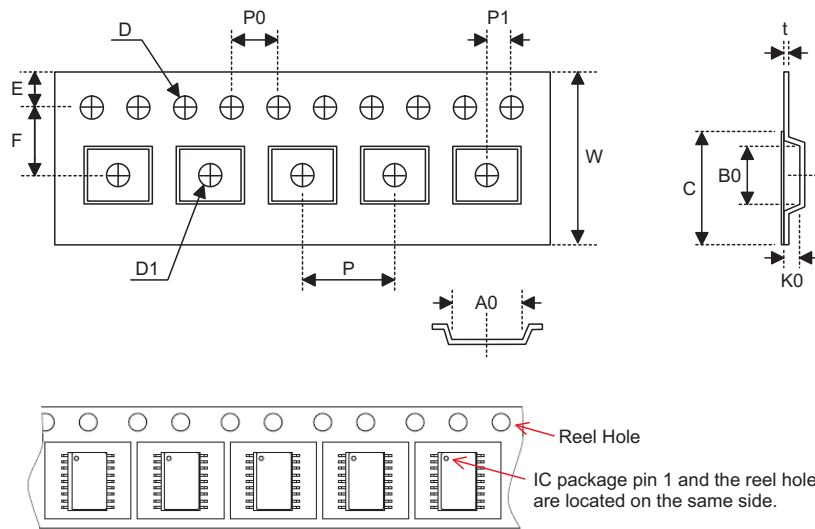 D
P0
P1
t
E
F
W
C
B0
D1
P
K0
A0
Reel Hole
IC package pin 1 and the reel holes
are located on the same side.